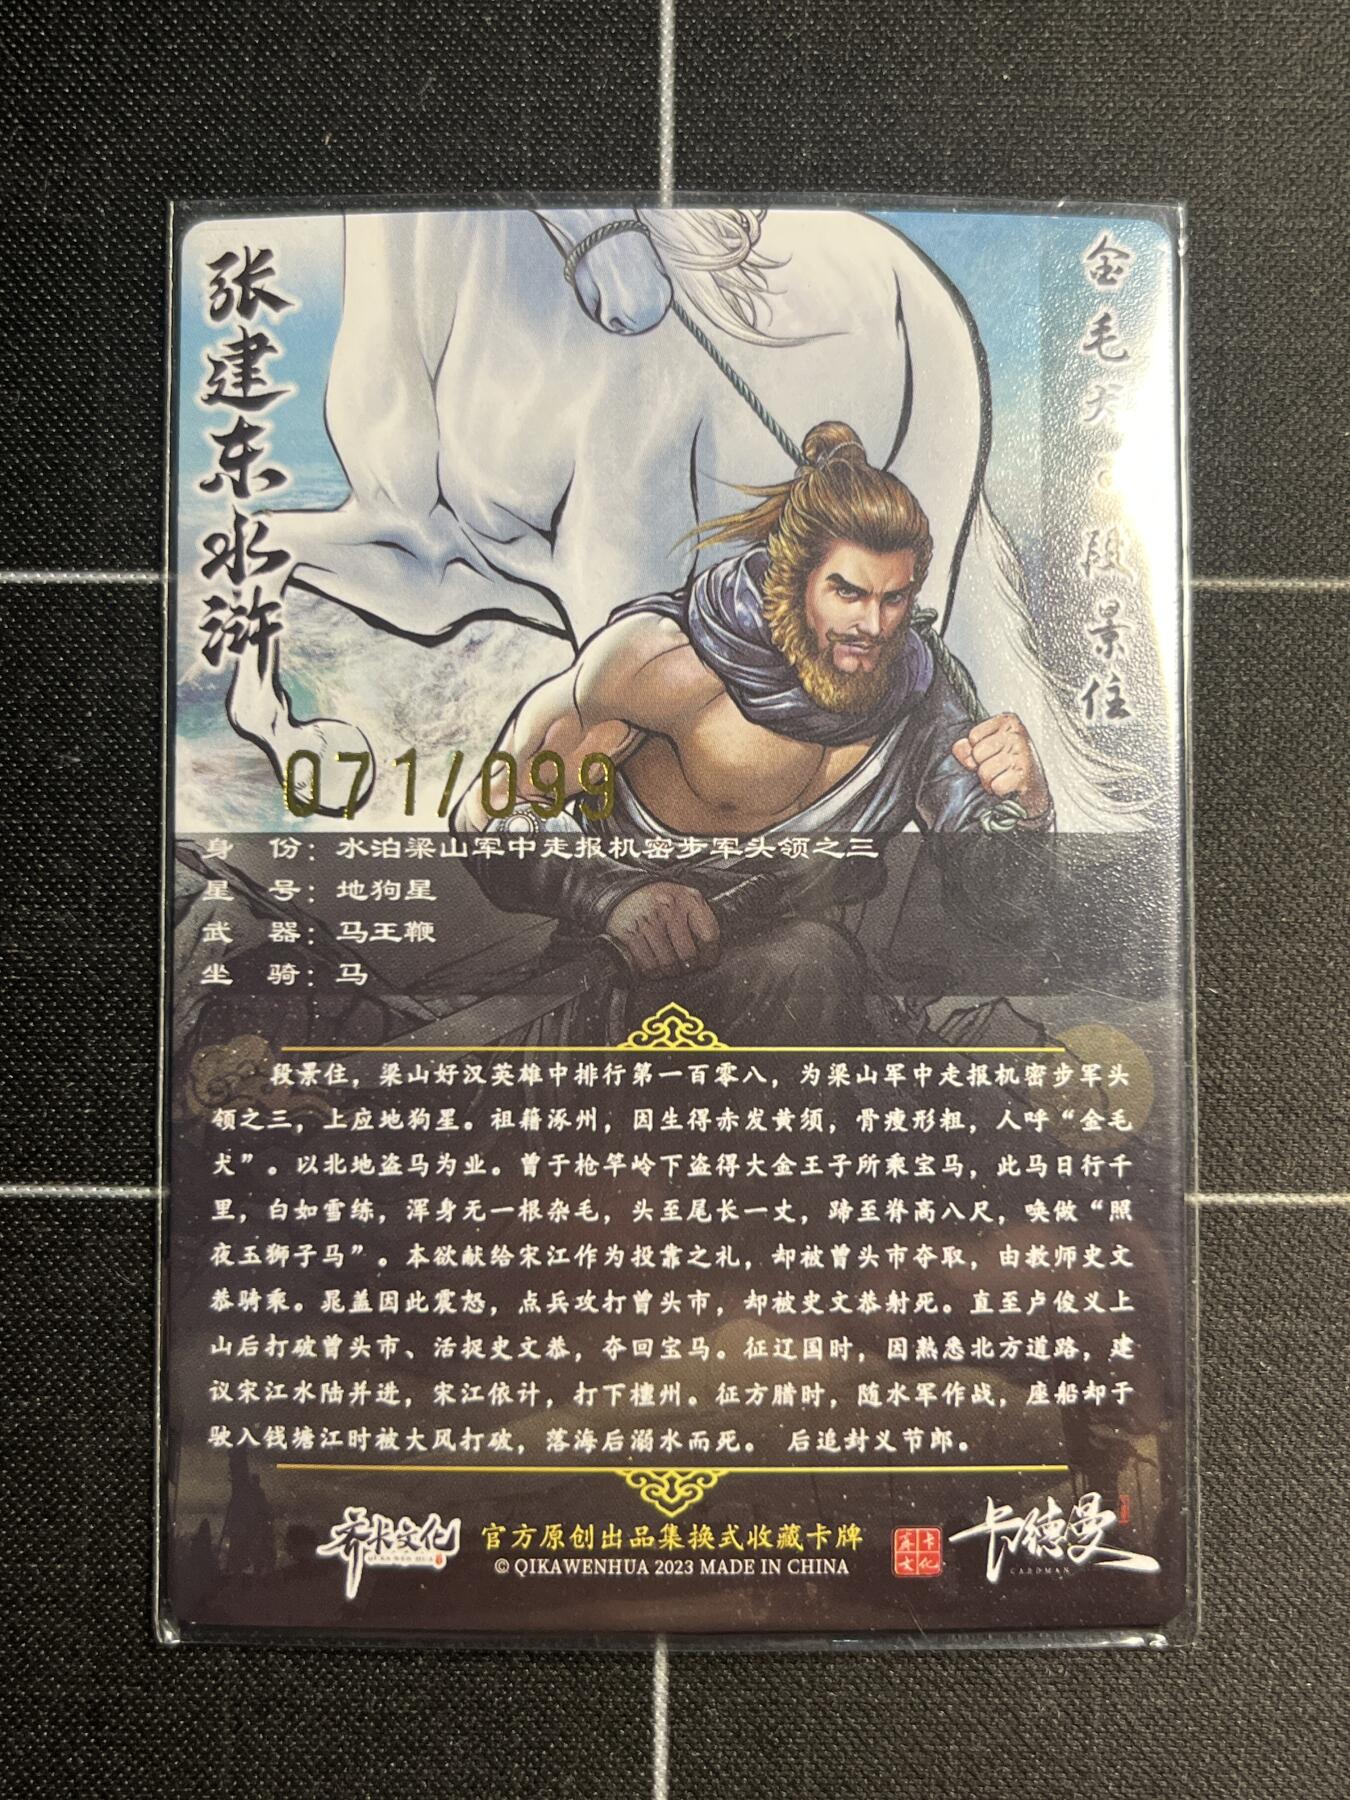 张建东水浒
金毛犬
段景住
071/099
身 份：水泊梁山军中走报机密步军头领之三
星 号：地狗星
武 器：马王鞭
坐 骑：马
段景住，梁山好汉英雄中排行第一百零八，为梁山军中走报机密步军头
领之三，上应地狗星。祖籍涿州，因生得赤发黄须，骨瘦形粗，人呼“金毛
犬”。以北地盗马为业。曾于枪竿岭下盗得大金王子所乘宝马，此马日行千
里，白如雪练，浑身无一根杂毛，头至尾长一丈，蹄至脊高八尺，唤做“照
夜玉狮子马”。本欲献给宋江作为投靠之礼，却被曾头市夺取，由教师史文
恭骑乘。晁盖因此震怒，点兵攻打曾头市，却被史文恭射死。直至卢俊义上
山后打破曾头市、活捉史文恭，夺回宝马。征辽国时，因熟悉北方道路，建
议宋江水陆并进，宋江依计，打下檀州。征方腊时，随水军作战，座船却于
驶入钱塘江时被大风打破，落海后溺水而死。 后追封义节郎。
乔卡文化
QI KA WEN HUA
官方原创出品集换式收藏卡牌
© QIKAWENHUA 2023 MADE IN CHINA
卡德曼
CARDMAN